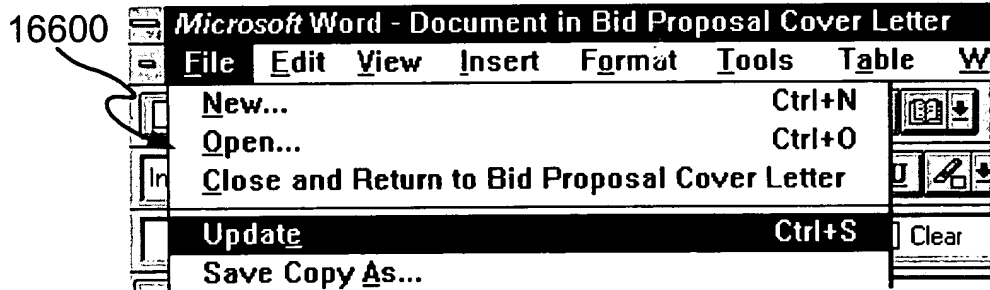 16600
Microsoft Word - Document in Bid Proposal Cover Letter
File Edit View Insert Format Tools Table W
New... Ctrl+N
Open... Ctrl+O
In
Close and Return to Bid Proposal Cover Letter U
Update Ctrl+S Clear
Save Copy As...